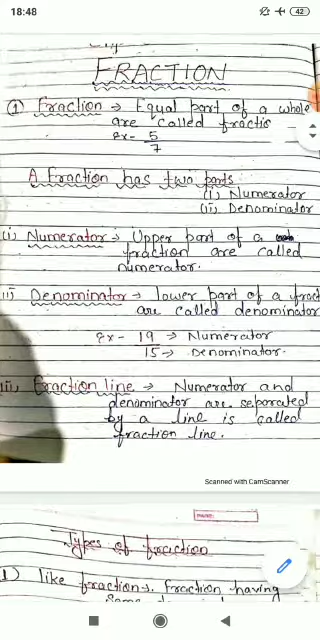 18:48
42
FRACTION
① Fraction → Equal part of a whole
are called fractio
Ex- 5
7
A Fraction has two parts
(i) Numerator
(ii) Denominator
(i) Numerator → Upper part of a
fraction are called
numerator.
ii) Denominator → lower part of a fract
are called denominator
Ex- 19 → Numerator
15 → Denominator.
iii) Fraction line → Numerator and
denominator are separated
by a line is called
fraction line.
Scanned with CamScanner
Types of fraction
1) like fraction → fraction having